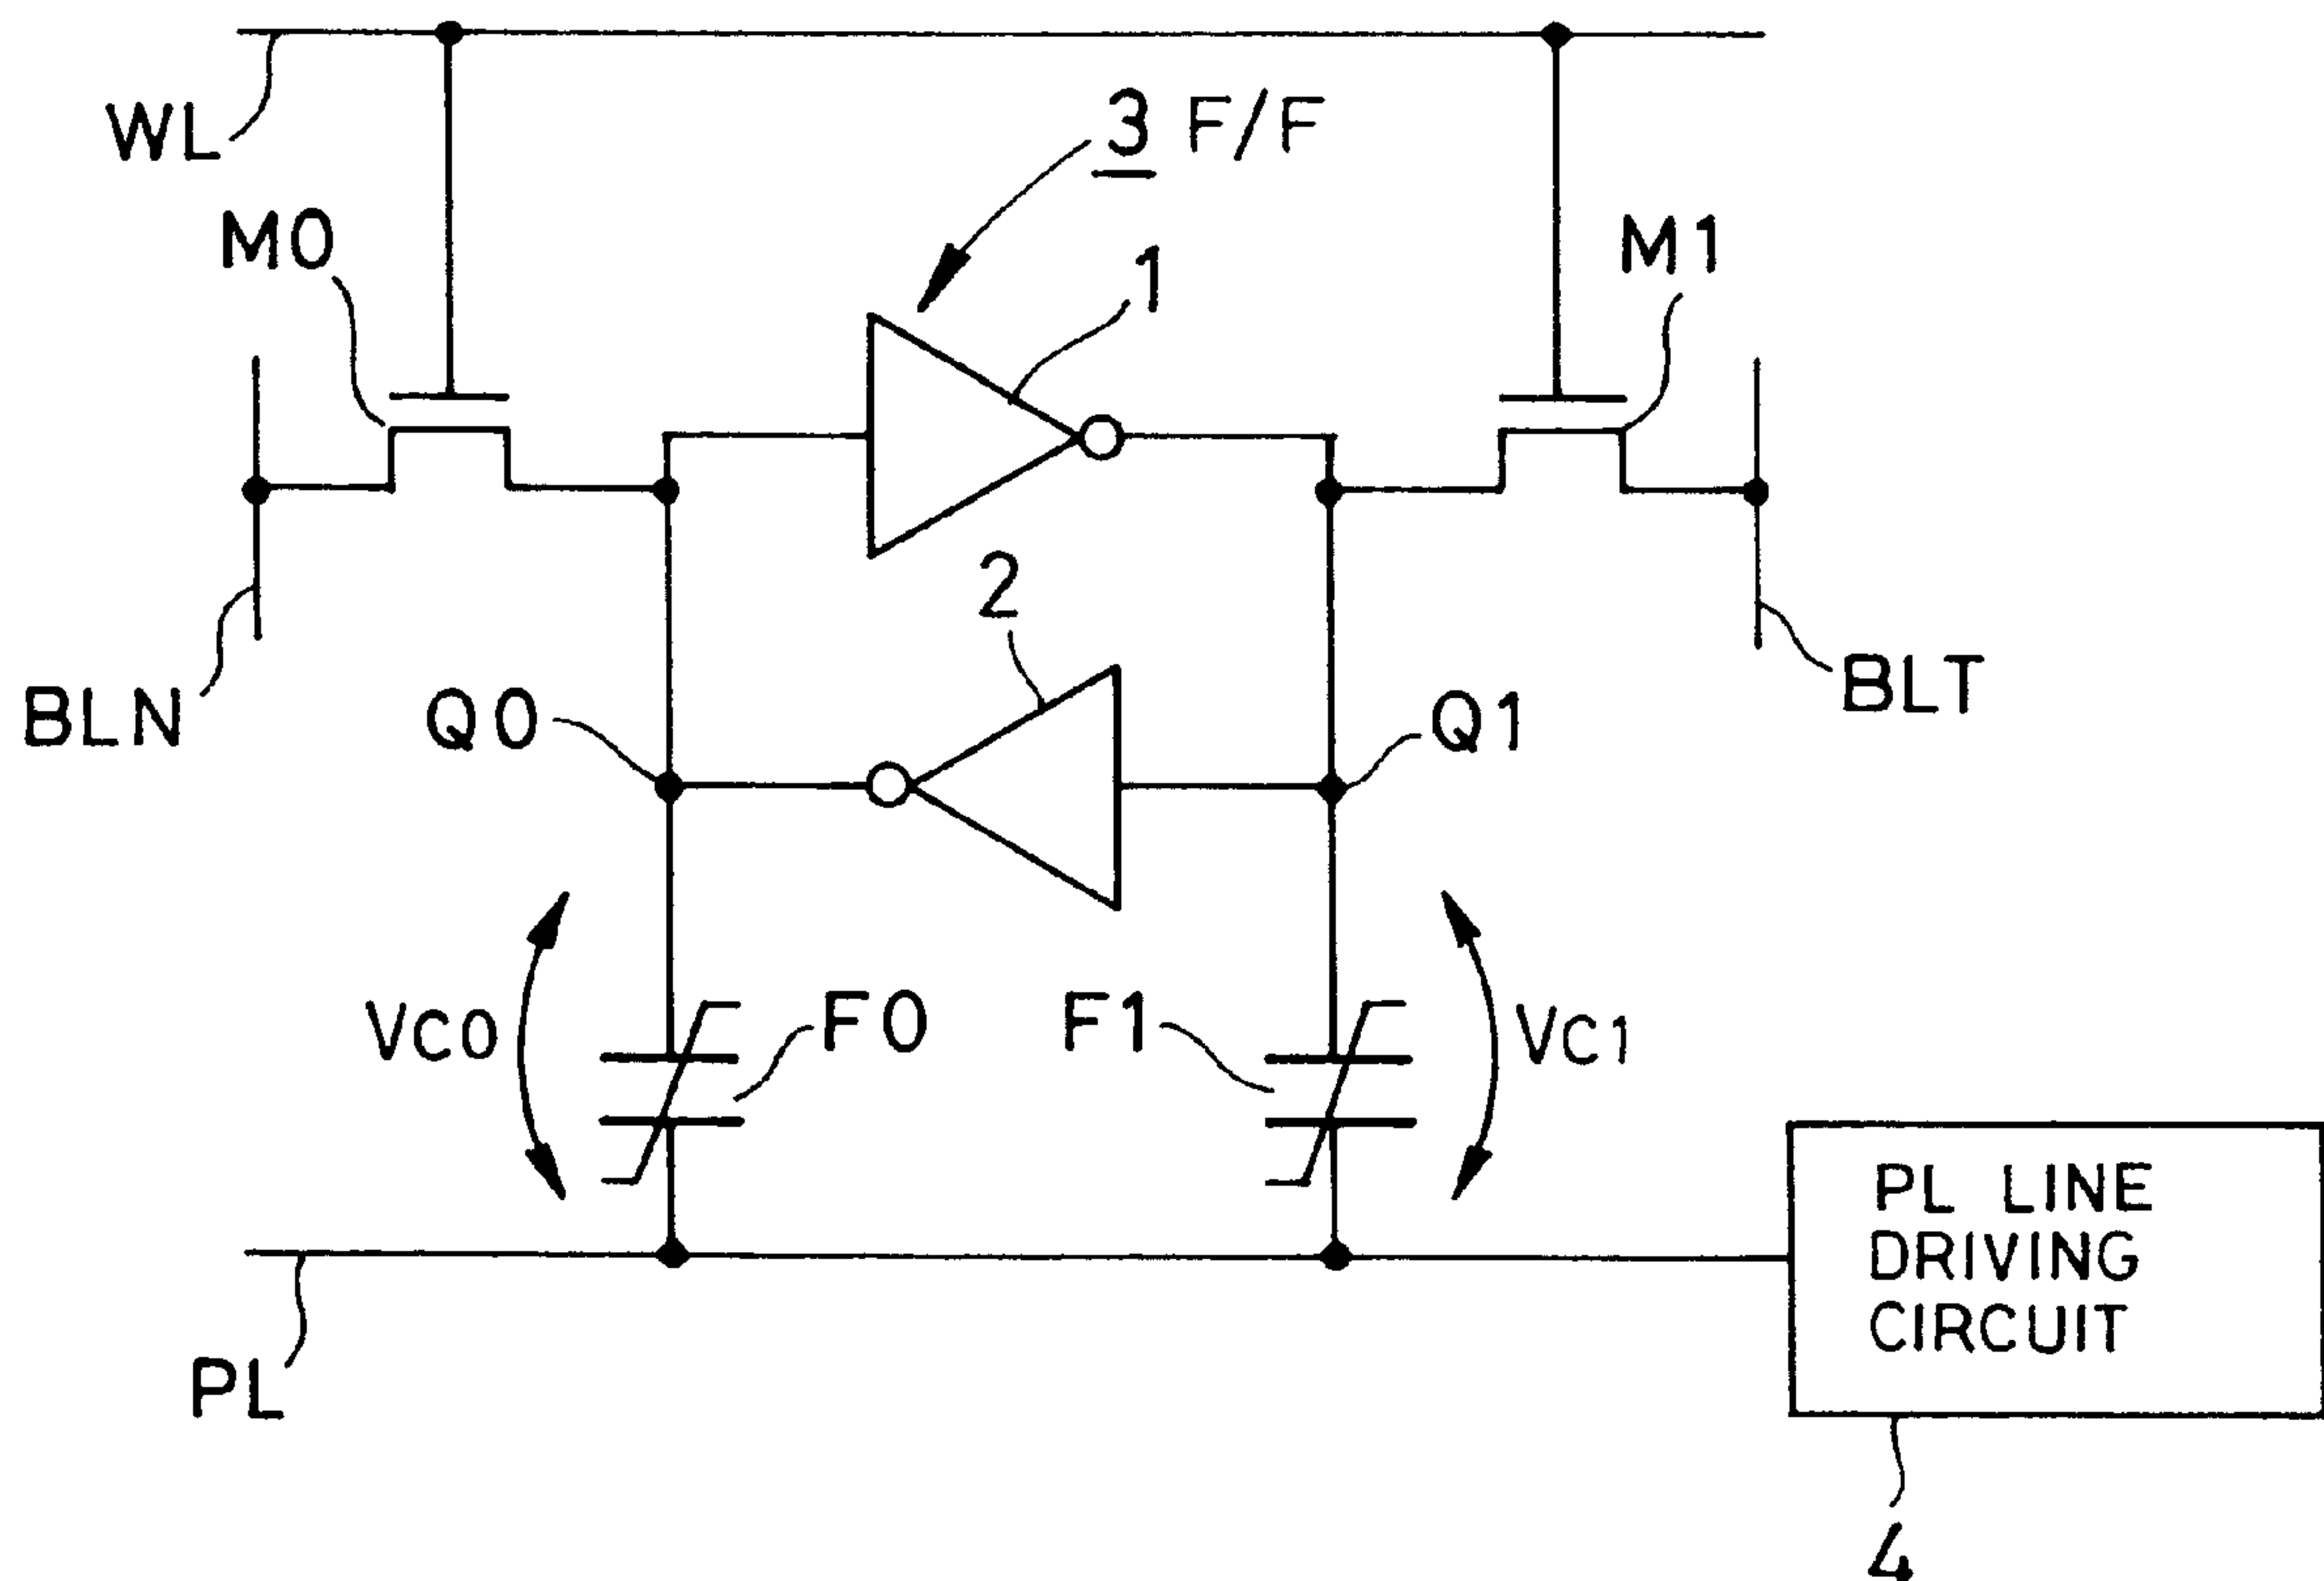 WL
3 F/F
M0
1
M1
2
BLN
Q0
Q1
BLT
VC0
F0
F1
VC1
PL LINE
DRIVING
CIRCUIT
PL
4